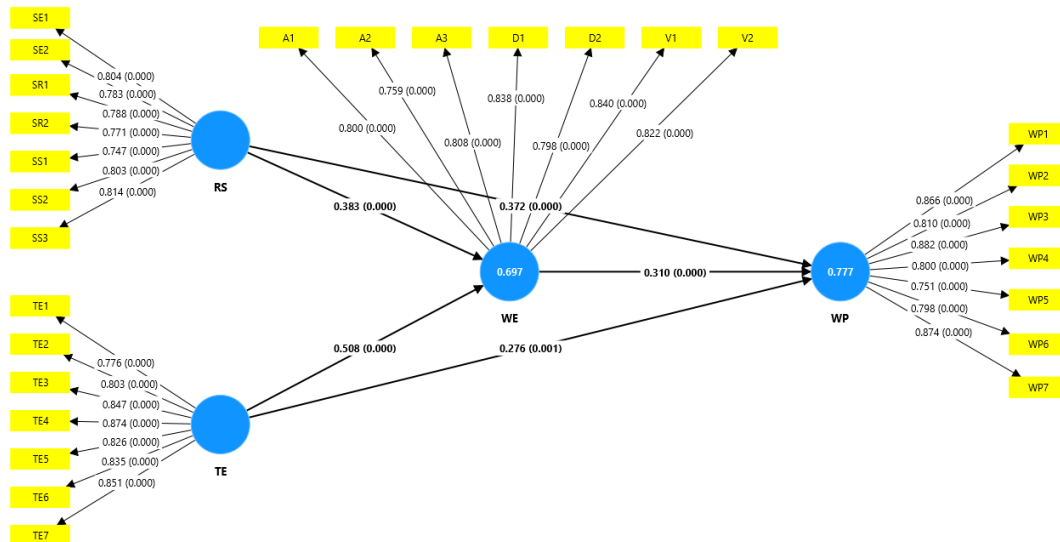 SE1
SE2
SR1
SR2
SS1
SS2
SS3
0.804 (0.000)
0.783 (0.000)
0.788 (0.000)
0.771 (0.000)
0.747 (0.000)
0.803 (0.000)
0.814 (0.000)
RS
A1
A2
A3
D1
D2
V1
V2
0.800 (0.000)
0.759 (0.000)
0.808 (0.000)
0.838 (0.000)
0.798 (0.000)
0.840 (0.000)
0.822 (0.000)
0.383 (0.000)
0.372 (0.000)
0.697
WE
0.310 (0.000)
0.508 (0.000)
0.276 (0.001)
0.777
WP
0.866 (0.000)
0.810 (0.000)
0.882 (0.000)
0.800 (0.000)
0.751 (0.000)
0.798 (0.000)
0.874 (0.000)
WP1
WP2
WP3
WP4
WP5
WP6
WP7
TE1
TE2
TE3
TE4
TE5
TE6
TE7
0.776 (0.000)
0.803 (0.000)
0.847 (0.000)
0.874 (0.000)
0.826 (0.000)
0.835 (0.000)
0.851 (0.000)
TE